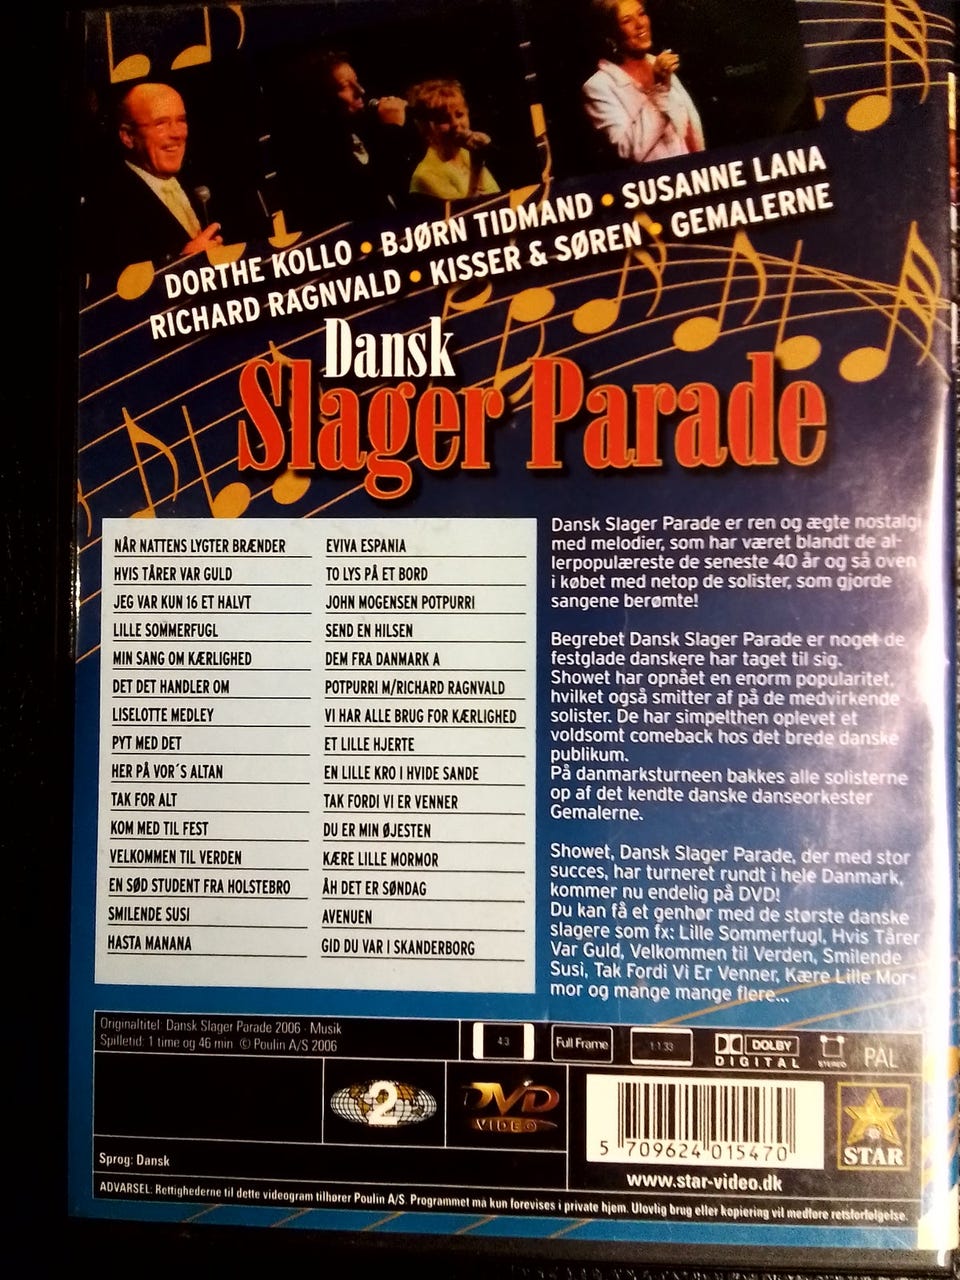 DORTHE KOLLO • BJØRN TIDMAND • SUSANNE LANA
RICHARD RAGNVALD • KISSER & SØREN • GEMALERNE
Dansk
Slager Parade
NÅR NATTENS LYGTER BRÆNDER
HVIS TÅRER VAR GULD
JEG VAR KUN 16 ET HALVT
LILLE SOMMERFUGL
MIN SANG OM KÆRLIGHED
DET DET HANDLER OM
LISELOTTE MEDLEY
PYT MED DET
HER PÅ VOR´S ALTAN
TAK FOR ALT
KOM MED TIL FEST
VELKOMMEN TIL VERDEN
EN SØD STUDENT FRA HOLSTEBRO
SMILENDE SUSI
HASTA MANANA
EVIVA ESPANIA
TO LYS PÅ ET BORD
JOHN MOGENSEN POTPURRI
SEND EN HILSEN
DEM FRA DANMARK A
POTPURRI M/RICHARD RAGNVALD
VI HAR ALLE BRUG FOR KÆRLIGHED
ET LILLE HJERTE
EN LILLE KRO I HVIDE SANDE
TAK FORDI VI ER VENNER
DU ER MIN ØJESTEN
KÆRE LILLE MORMOR
ÅH DET ER SØNDAG
AVENUEN
GID DU VAR I SKANDERBORG
Dansk Slager Parade er ren og ægte nostalgi
med melodier, som har været blandt de al-
lerpopulæreste de seneste 40 år og så oven
i købet med netop de solister, som gjorde
sangene berømte!
Begrebet Dansk Slager Parade er noget de
festglade danskere har taget til sig.
Showet har opnået en enorm popularitet,
hvilket også smitter af på de medvirkende
solister. De har simpelthen oplevet et
voldsomt comeback hos det brede danske
publikum.
På danmarksturneen bakkes alle solisterne
op af det kendte danske danseorkester
Gemalerne.
Showet, Dansk Slager Parade, der med stor
succes, har turneret rundt i hele Danmark,
kommer nu endelig på DVD!
Du kan få et genhør med de største danske
slagere som fx: Lille Sommerfugl, Hvis Tårer
Var Guld, Velkommen til Verden, Smilende
Susi, Tak Fordi Vi Er Venner, Kære Lille Mor-
mor og mange mange flere...
Originaltitel: Dansk Slager Parade 2006 · Musik
Spilletid: 1 time og 46 min © Poulin A/S 2006
4:3
Full Frame
1:1.33
DOLBY
DIGITAL
STEREO
PAL
2
DVD
VIDEO
5 709624 015470
STAR
www.star-video.dk
Sprog: Dansk
ADVARSEL: Rettighederne til dette videogram tilhører Poulin A/S. Programmet må kun forevises i private hjem. Ulovlig brug eller kopiering vil medføre retsforfølgelse.